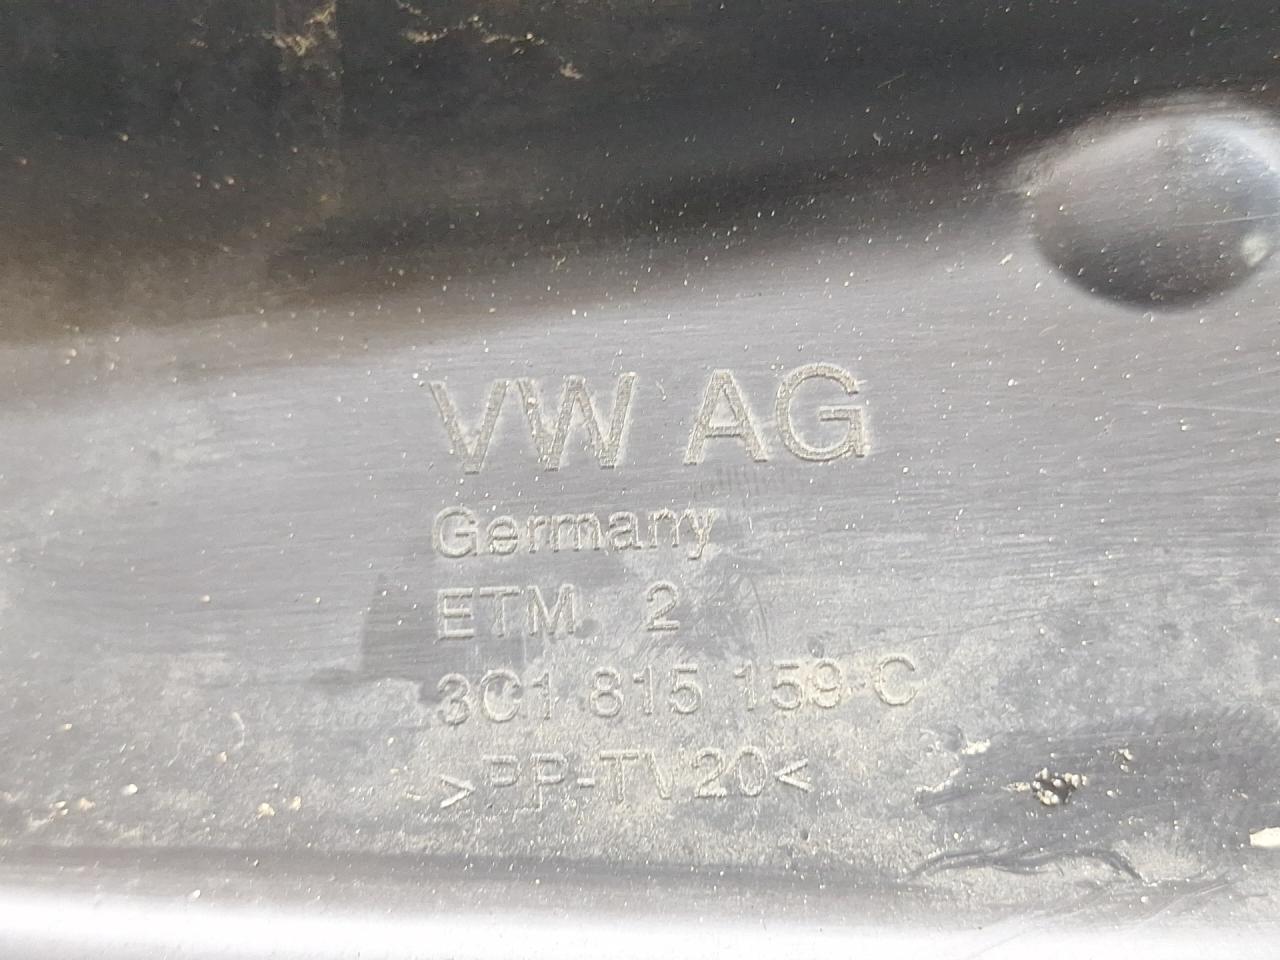 VW AG
Germany
ETM 2
3C1 815 159 C
>PP-TV20<